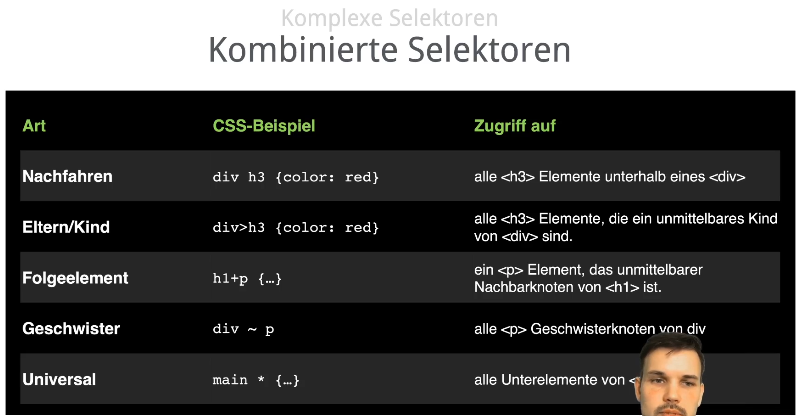 Komplexe Selektoren
Kombinierte Selektoren
Art CSS-Beispiel Zugriff auf
Nachfahren div h3 {color: red} alle <h3> Elemente unterhalb eines <div>
Eltern/Kind div>h3 {color: red} alle <h3> Elemente, die ein unmittelbares Kind
von <div> sind.
Folgeelement h1+p {…} ein <p> Element, das unmittelbarer
Nachbarknoten von <h1> ist.
Geschwister div ~ p alle <p> Geschwisterknoten von div
Universal main * {…} alle Unterelemente von